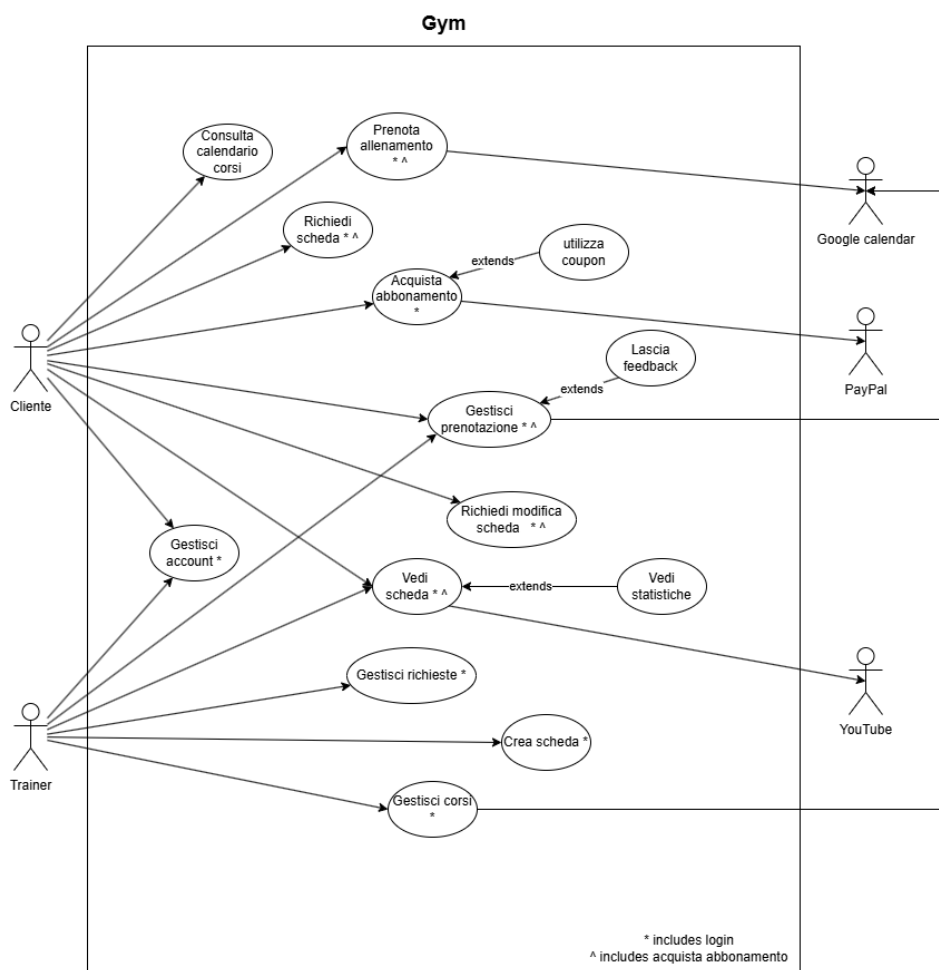 Gym
Consulta
calendario
corsi
Prenota
allenamento
* ^
Google calendar
Richiedi
scheda * ^
utilizza
coupon
extends
Acquista
abbonamento
*
PayPal
Cliente
Lascia
feedback
extends
Gestisci
prenotazione * ^
Richiedi modifica
scheda * ^
Gestisci
account *
Vedi
scheda * ^
extends
Vedi
statistiche
Gestisci richieste *
YouTube
Crea scheda *
Trainer
Gestisci corsi
*
* includes login
^ includes acquista abbonamento